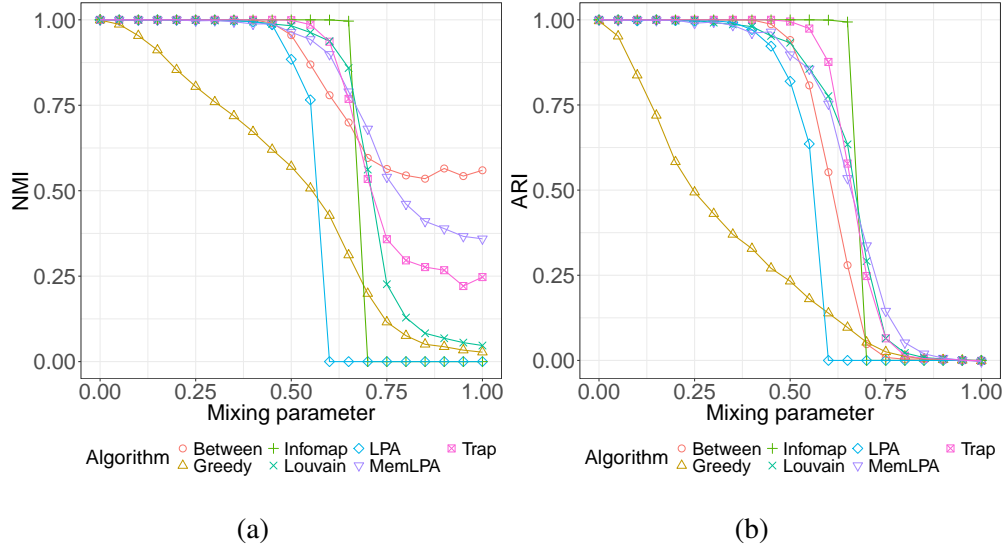 1.00
0.75
0.50
0.25
0.00
NMI
0.00 0.25 0.50 0.75 1.00
Mixing parameter
Algorithm
Between Infomap LPA Trap
Greedy Louvain MemLPA
(a)
1.00
0.75
0.50
0.25
0.00
ARI
0.00 0.25 0.50 0.75 1.00
Mixing parameter
Algorithm
Between Infomap LPA Trap
Greedy Louvain MemLPA
(b)